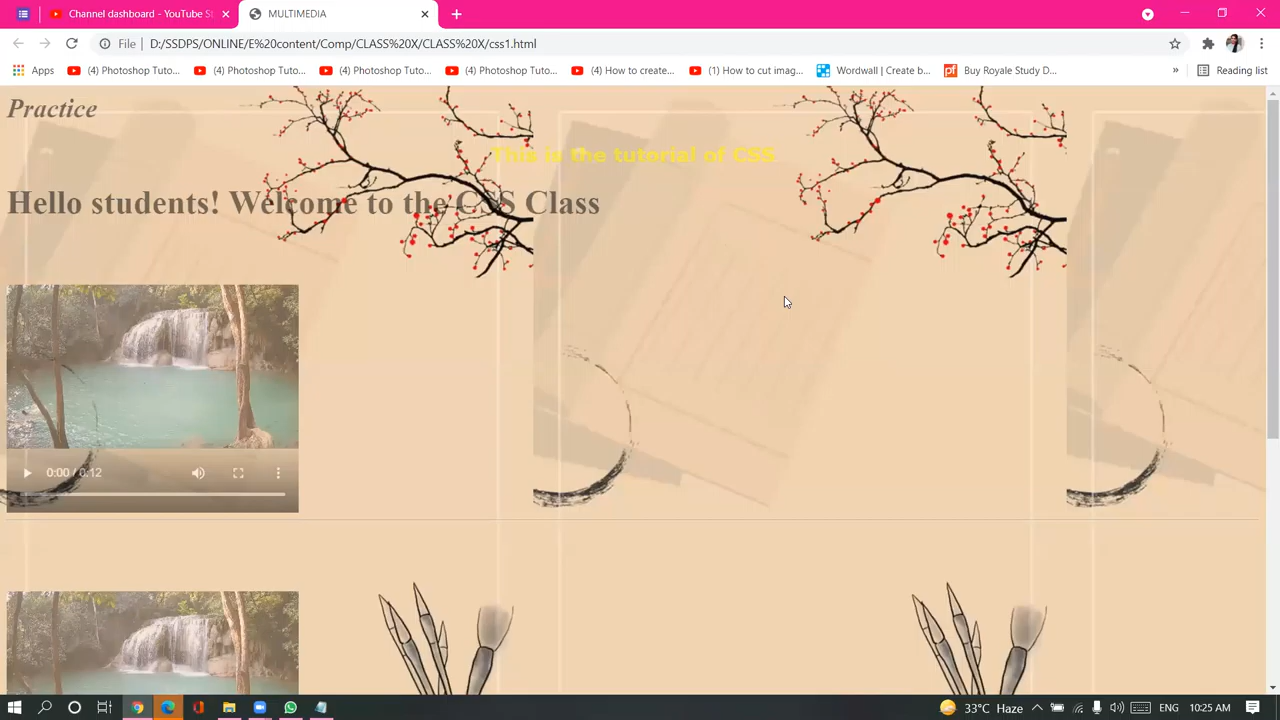 Channel dashboard - YouTube St
MULTIMEDIA
File
D:/SSDPS/ONLINE/E%20content/Comp/CLASS%20X/CLASS%20X/css1.html
Apps
(4) Photoshop Tuto...
(4) Photoshop Tuto...
(4) Photoshop Tuto...
(4) Photoshop Tuto...
(4) How to create...
(1) How to cut imag...
Wordwall | Create b...
Buy Royale Study D...
»
Reading list
Practice
This is the tutorial of CSS
Hello students! Welcome to the CSS Class
0:00 / 0:12
33°C Haze
ENG
10:25 AM